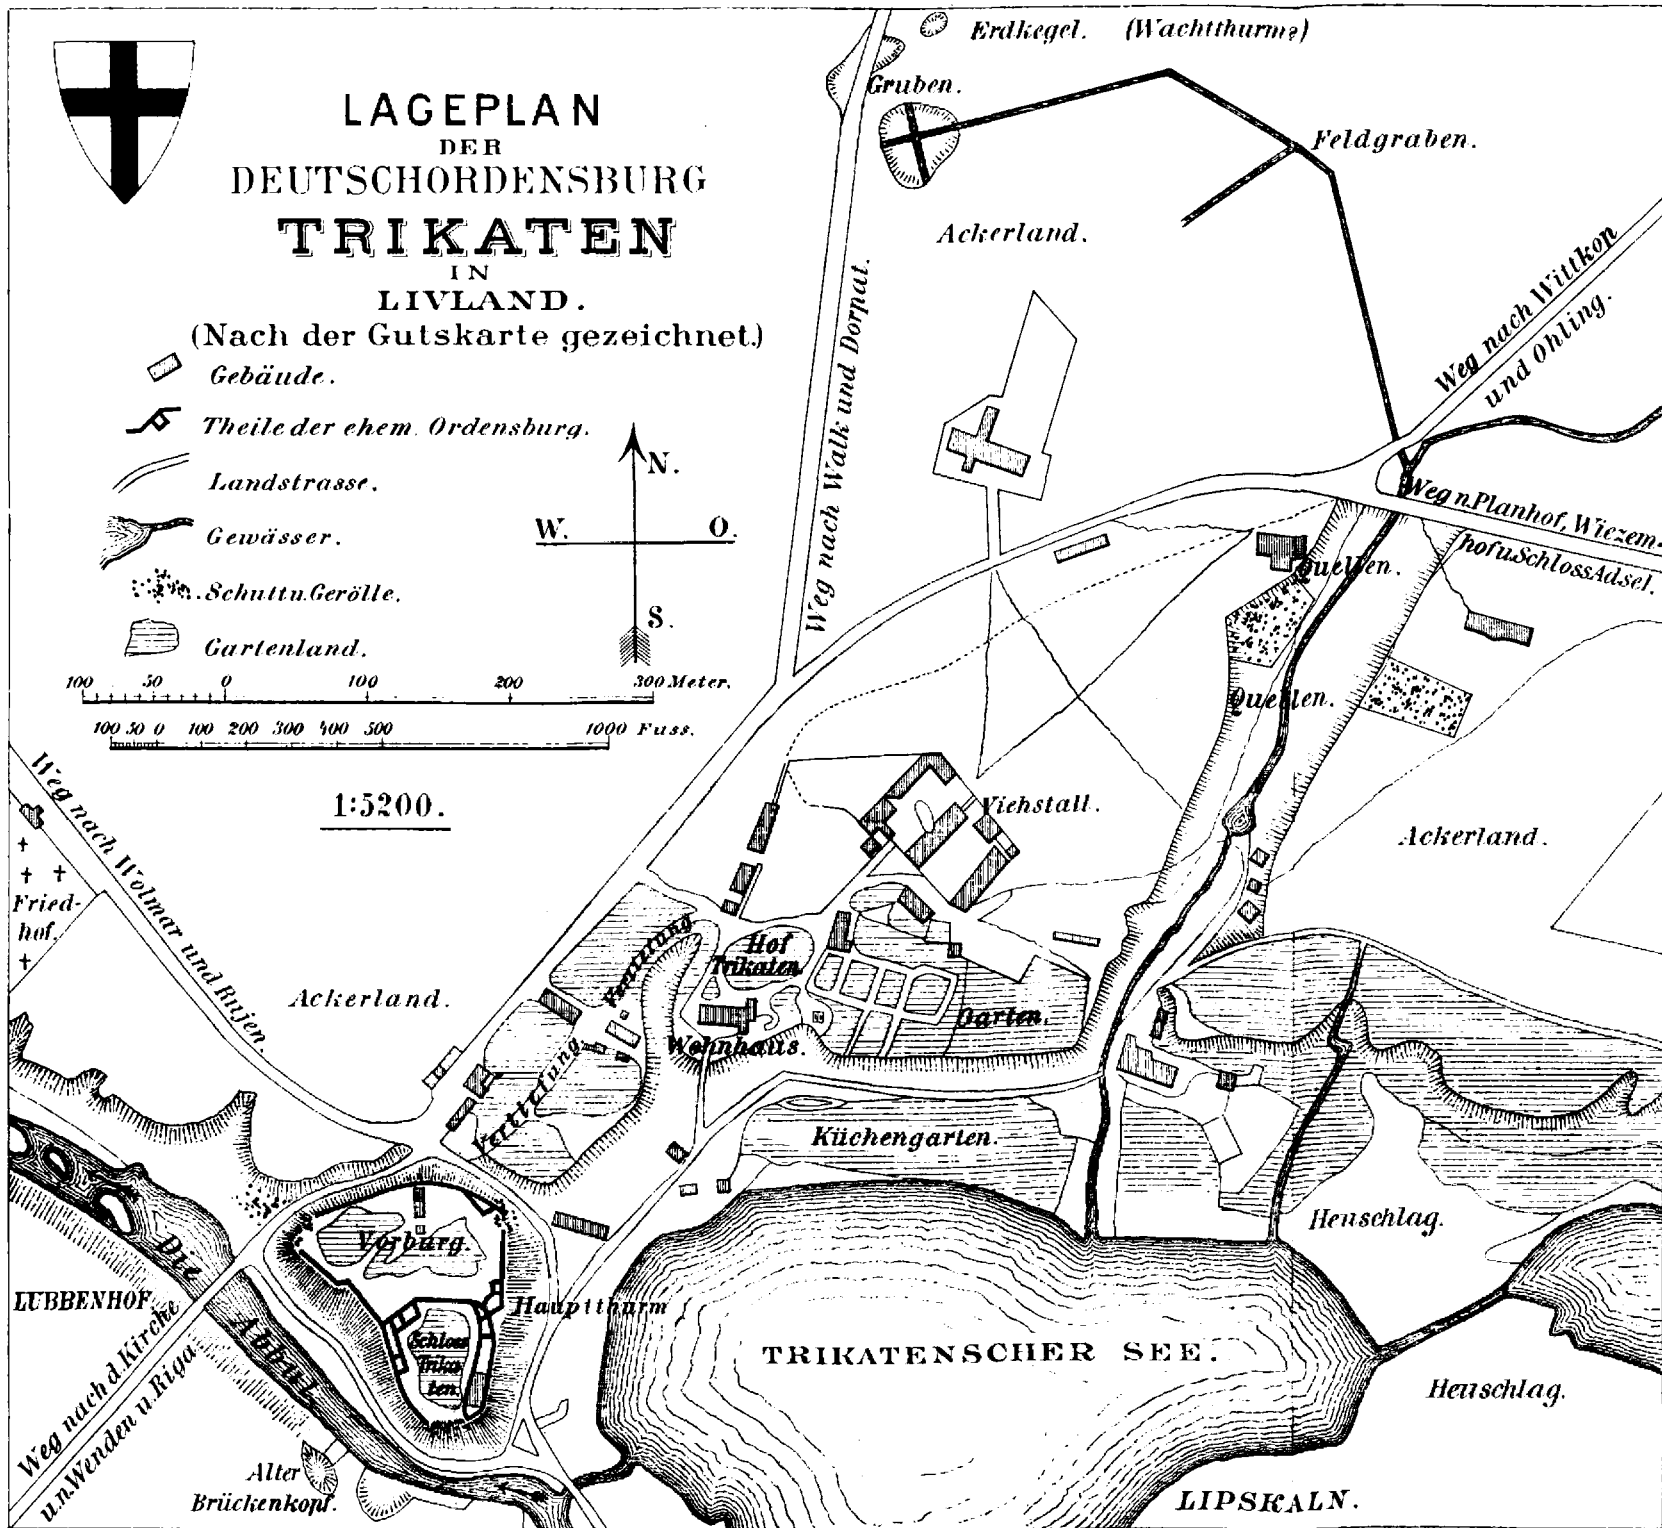 Erdkegel. (Wachtthurm?)
Gruben.
LAGEPLAN
DER
DEUTSCHORDENSBURG
TRIKATEN
IN
LIVLAND.
(Nach der Gutskarte gezeichnet.)
Gebäude.
Theile der ehem. Ordensburg.
Landstrasse.
Gewässer.
Schutt u. Gerölle.
Gartenland.
N.
W. O.
S.
100 50 0 100 200 300 Meter.
100 50 0 100 200 300 400 500 1000 Fuss.
1:5200.
Feldgraben.
Ackerland.
Weg nach Walk und Dorpat.
Weg nach Wittkop
und Ohling.
Weg n. Planhof, Wiezem-
hof u. Schloss Adsel.
Quellen.
Quellen.
Weg nach Wolmar und Rujen.
Fried-
hof.
Ackerland.
Viehstall.
Ackerland.
Vertiefung
Hof
Trikaten
Wohnhaus.
Garten.
Vertiefung
Küchengarten.
Heuschlag.
Vorburg.
Die
Abbul
LUBBENHOF.
Hauptthurm
Schloss
Trika-
ten.
TRIKATENSCHER SEE.
Heuschlag.
Weg nach d. Kirche
u. n. Wenden u. Riga
Alter
Brückenkopf.
LIPSKALN.